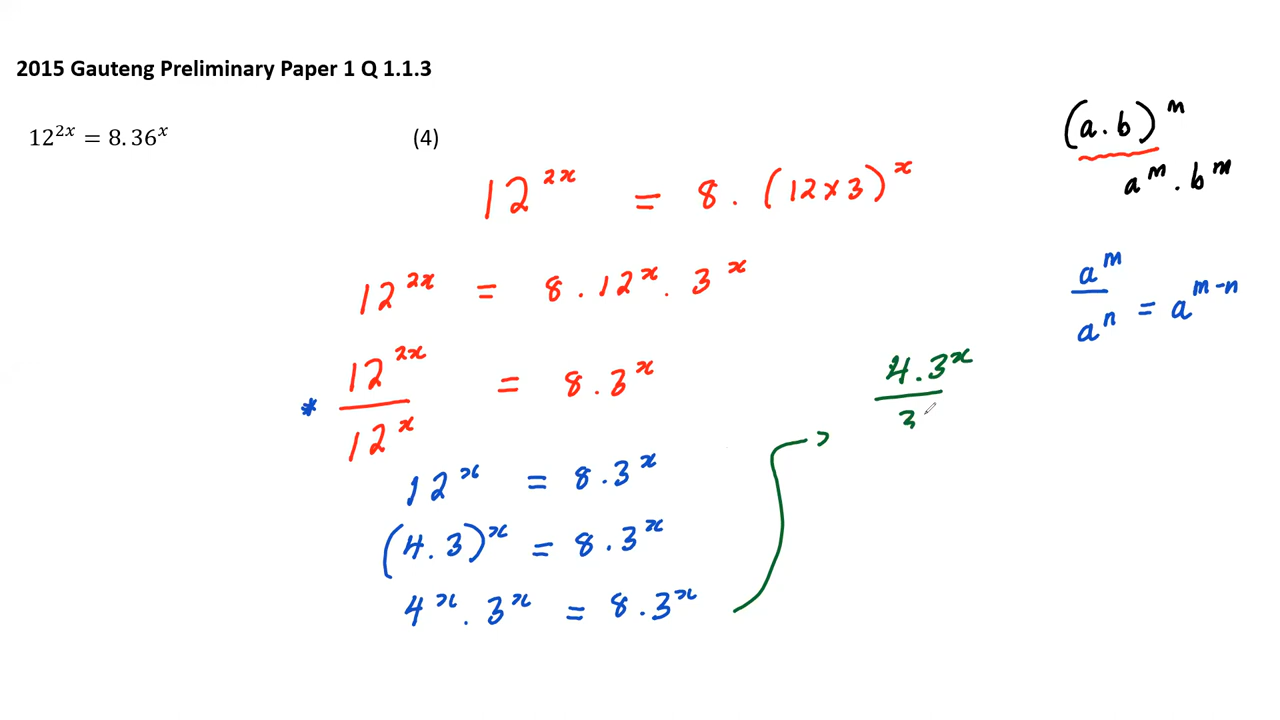 2015 Gauteng Preliminary Paper 1 Q 1.1.3
12^{2x} = 8.36^x (4)
(a.b)^m
a^m . b^m
12^{2x} = 8 . (12 × 3)^x
12^{2x} = 8 . 12^x . 3^x
a^m / a^n = a^{m-n}
* 12^{2x} / 12^x = 8 . 3^x
12^x = 8 . 3^x
(4 . 3)^x = 8 . 3^x
4^x . 3^x = 8 . 3^x
4 . 3^x / 3